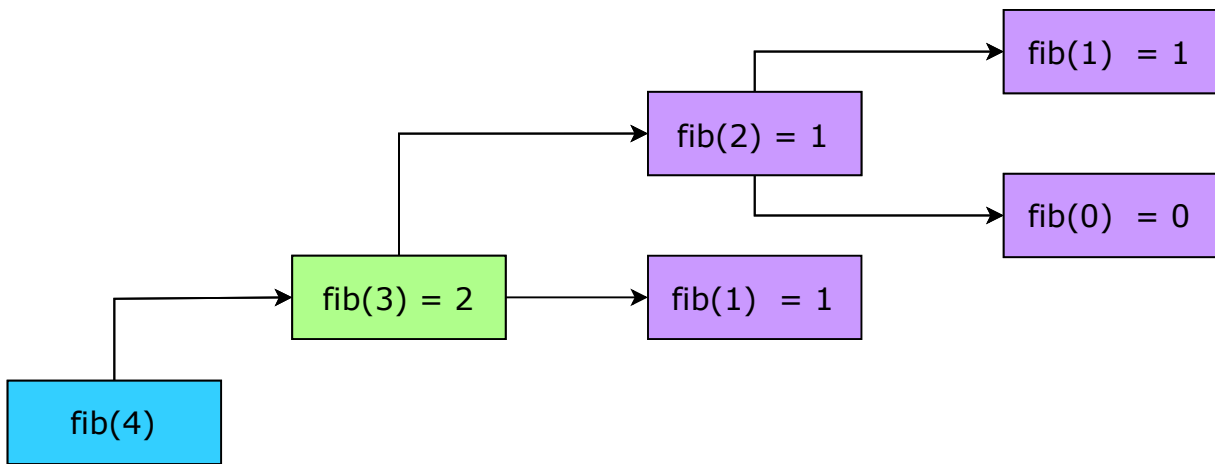 fib(1) = 1
fib(2) = 1
fib(0) = 0
fib(3) = 2
fib(1) = 1
fib(4)